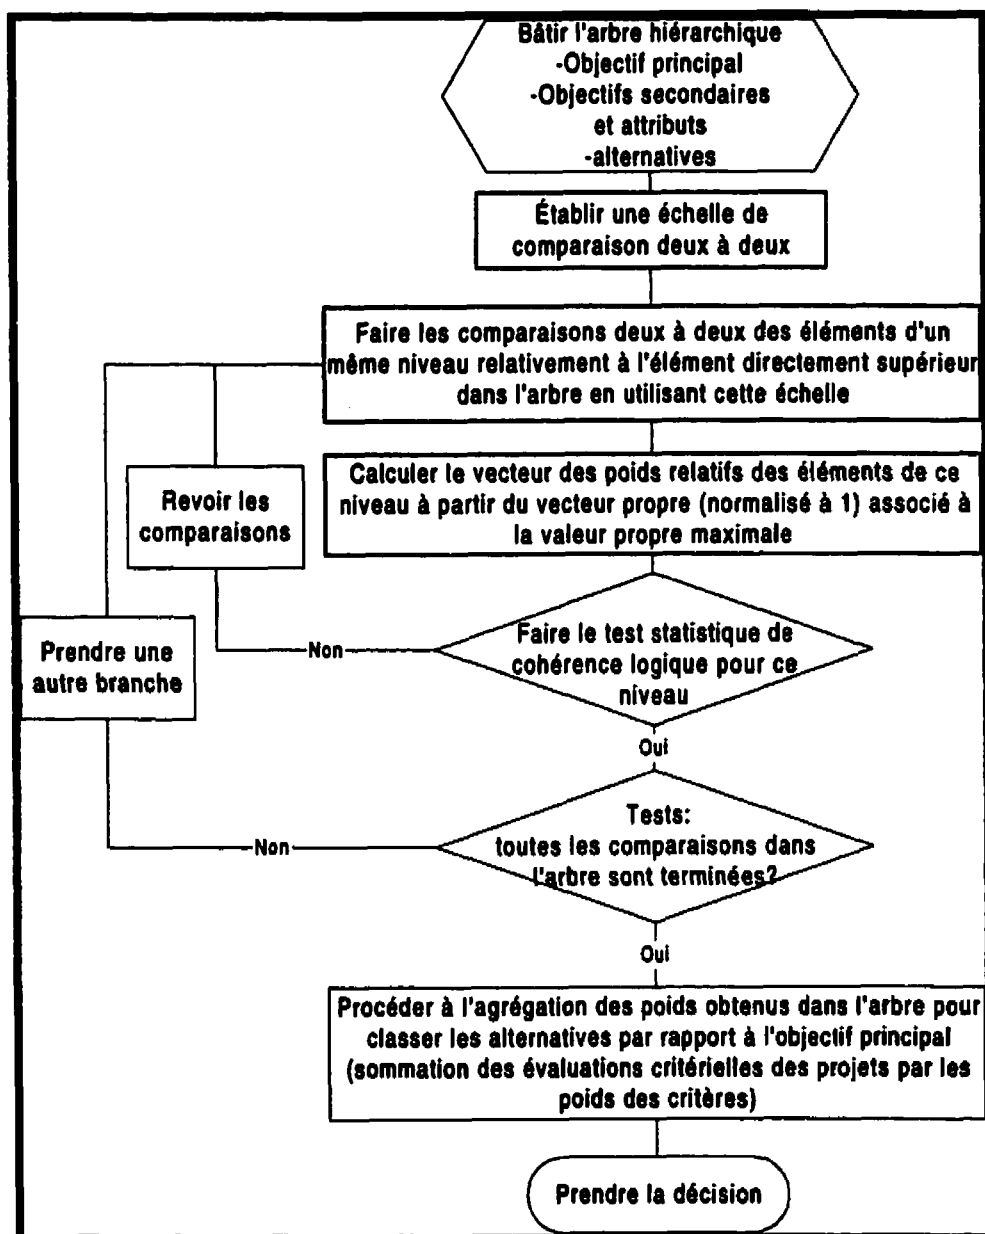 Bâtir l'arbre hiérarchique
-Objectif principal
-Objectifs secondaires
et attributs
-alternatives
Établir une échelle de
comparaison deux à deux
Faire les comparaisons deux à deux des éléments d'un
même niveau relativement à l'élément directement supérieur
dans l'arbre en utilisant cette échelle
Calculer le vecteur des poids relatifs des éléments de ce
niveau à partir du vecteur propre (normalisé à 1) associé à
la valeur propre maximale
Revoir les
comparaisons
Faire le test statistique de
cohérence logique pour ce
niveau
Non
Prendre une
autre branche
Oui
Tests:
toutes les comparaisons dans
l'arbre sont terminées?
Non
Oui
Procéder à l'agrégation des poids obtenus dans l'arbre pour
classer les alternatives par rapport à l'objectif principal
(sommation des évaluations critérielles des projets par les
poids des critères)
Prendre la décision